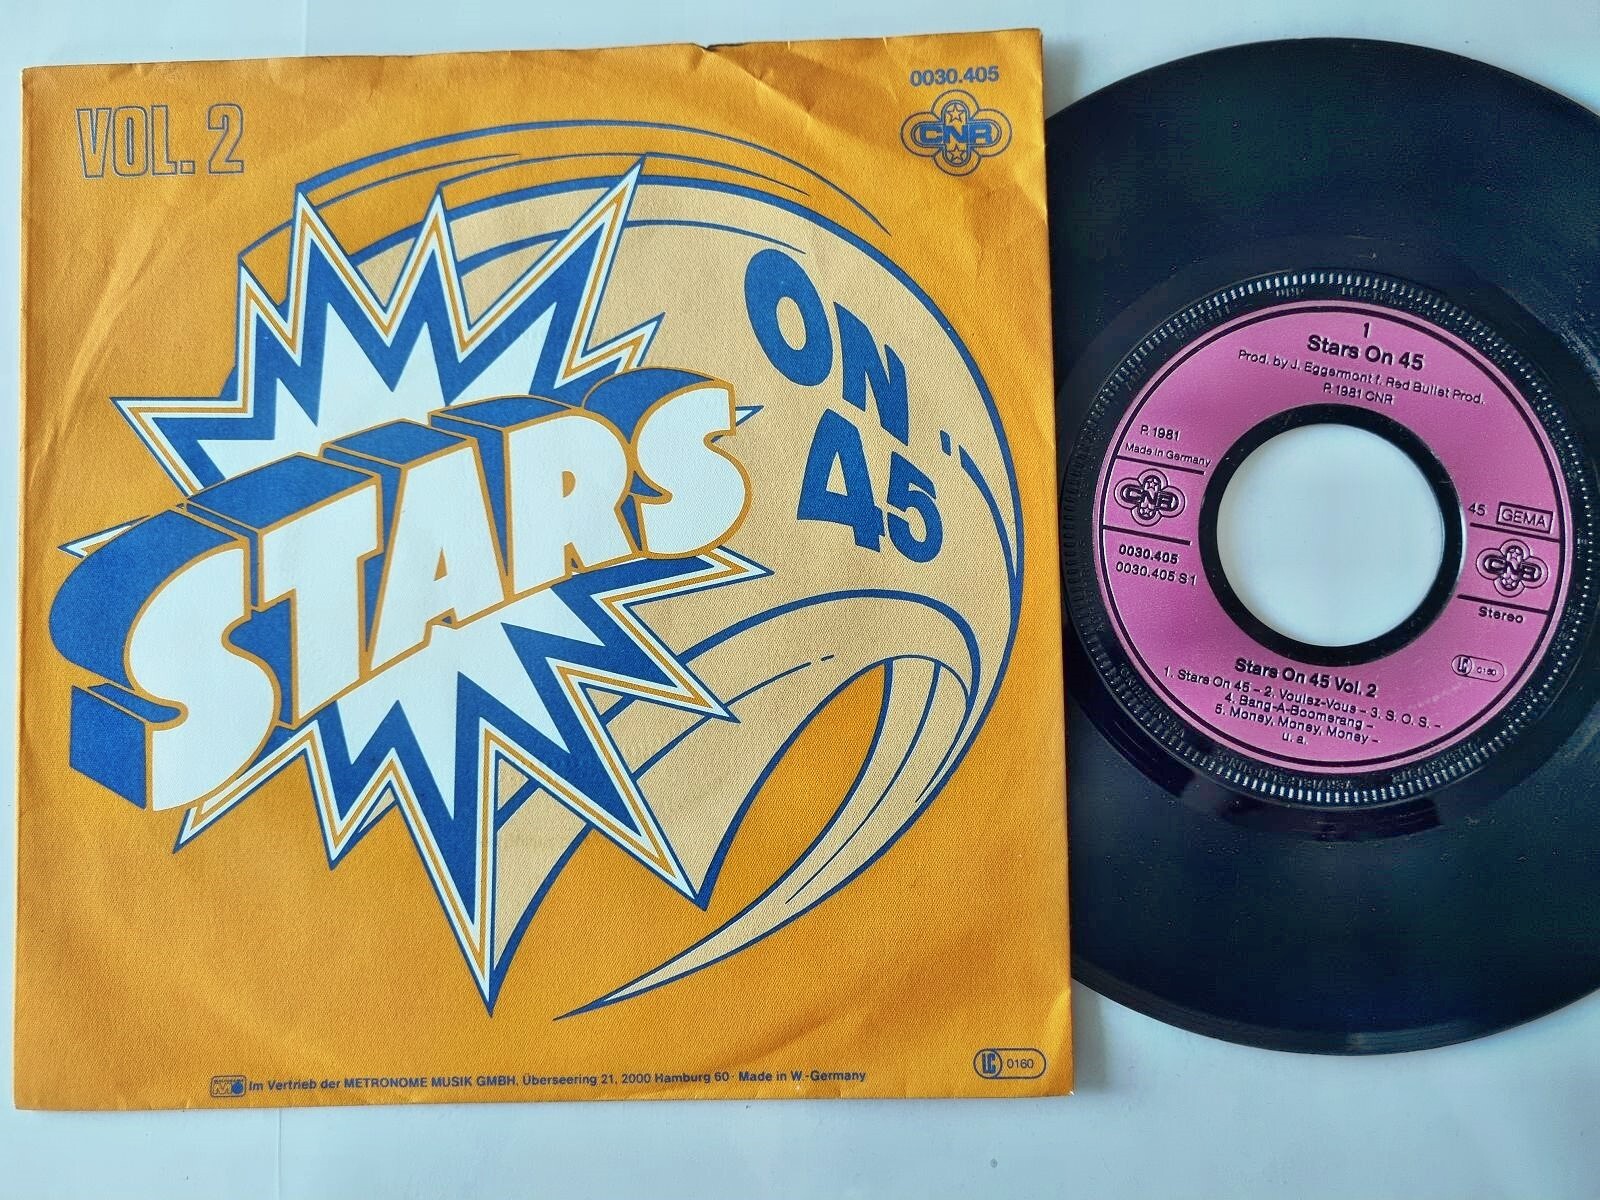 VOL. 2
0030.405
CNR
STARS
ON
45
Im Vertrieb der METRONOME MUSIK GMBH, Überseering 21, 2000 Hamburg 60 · Made in W.-Germany
LC 0160
1
Stars On 45
Prod. by J. Eggermont f. Red Bullet Prod.
P. 1981 CNR
P. 1981
Made in Germany
CNR
0030.405
0030.405 S1
45 GEMA
CNR
Stereo
LC 0160
Stars On 45 Vol. 2
1. Stars On 45 – 2. Voulez-Vous – 3. S. O. S. –
4. Bang-A-Boomerang –
5. Money, Money, Money –
u. a.